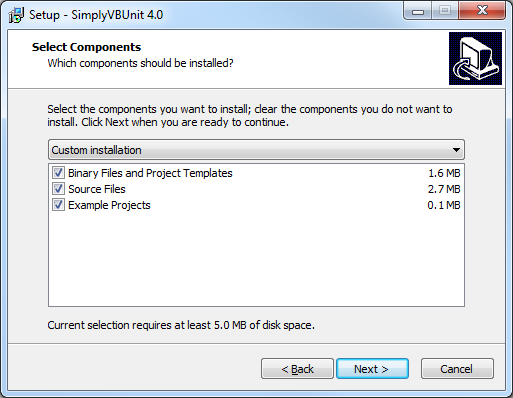 Setup - SimplyVBUnit 4.0
Select Components
Which components should be installed?
Select the components you want to install; clear the components you do not want to
install. Click Next when you are ready to continue.
Custom installation
Binary Files and Project Templates 1.6 MB
Source Files 2.7 MB
Example Projects 0.1 MB
Current selection requires at least 5.0 MB of disk space.
< Back Next > Cancel